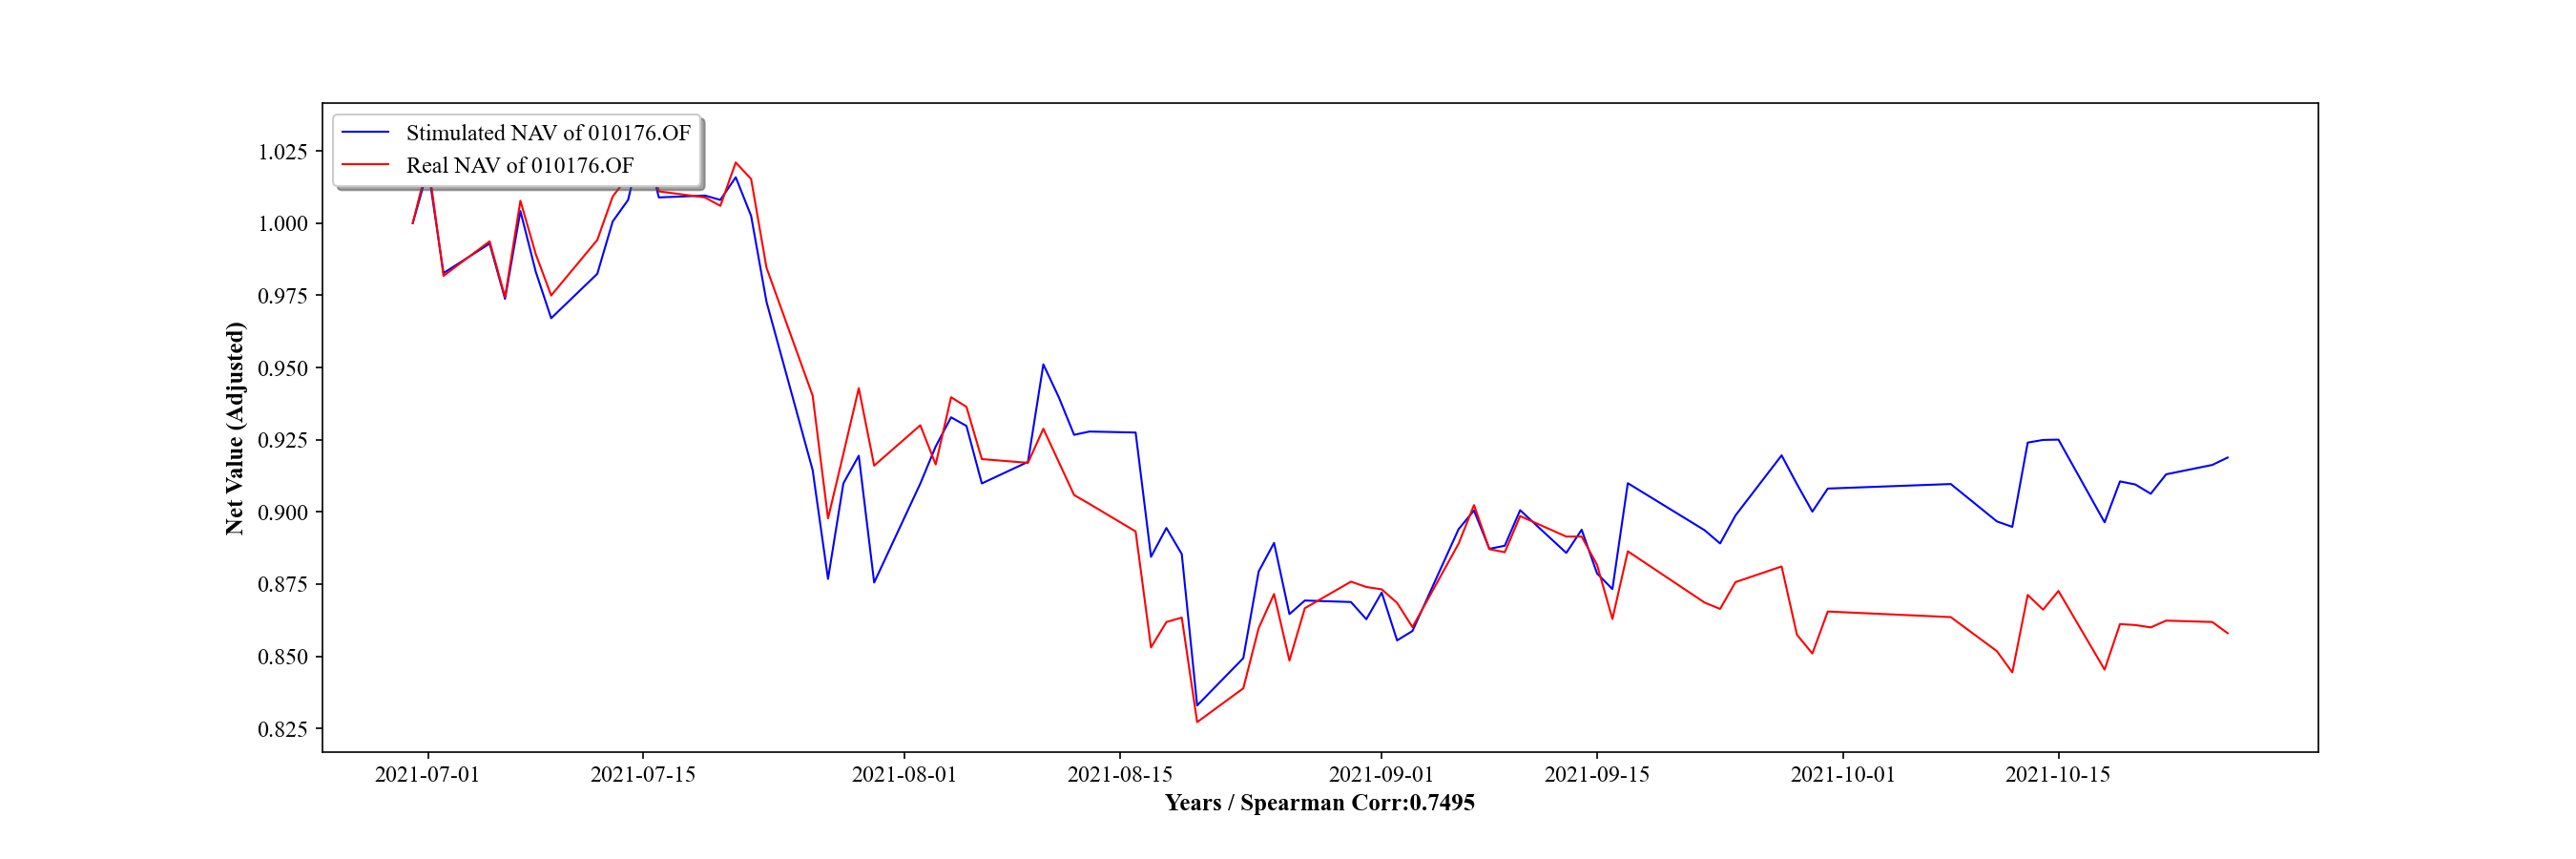 Stimulated NAV of 010176.OF
Real NAV of 010176.OF
Net Value (Adjusted)
1.025
1.000
0.975
0.950
0.925
0.900
0.875
0.850
0.825
2021-07-01 2021-07-15 2021-08-01 2021-08-15 2021-09-01 2021-09-15 2021-10-01 2021-10-15
Years / Spearman Corr:0.7495